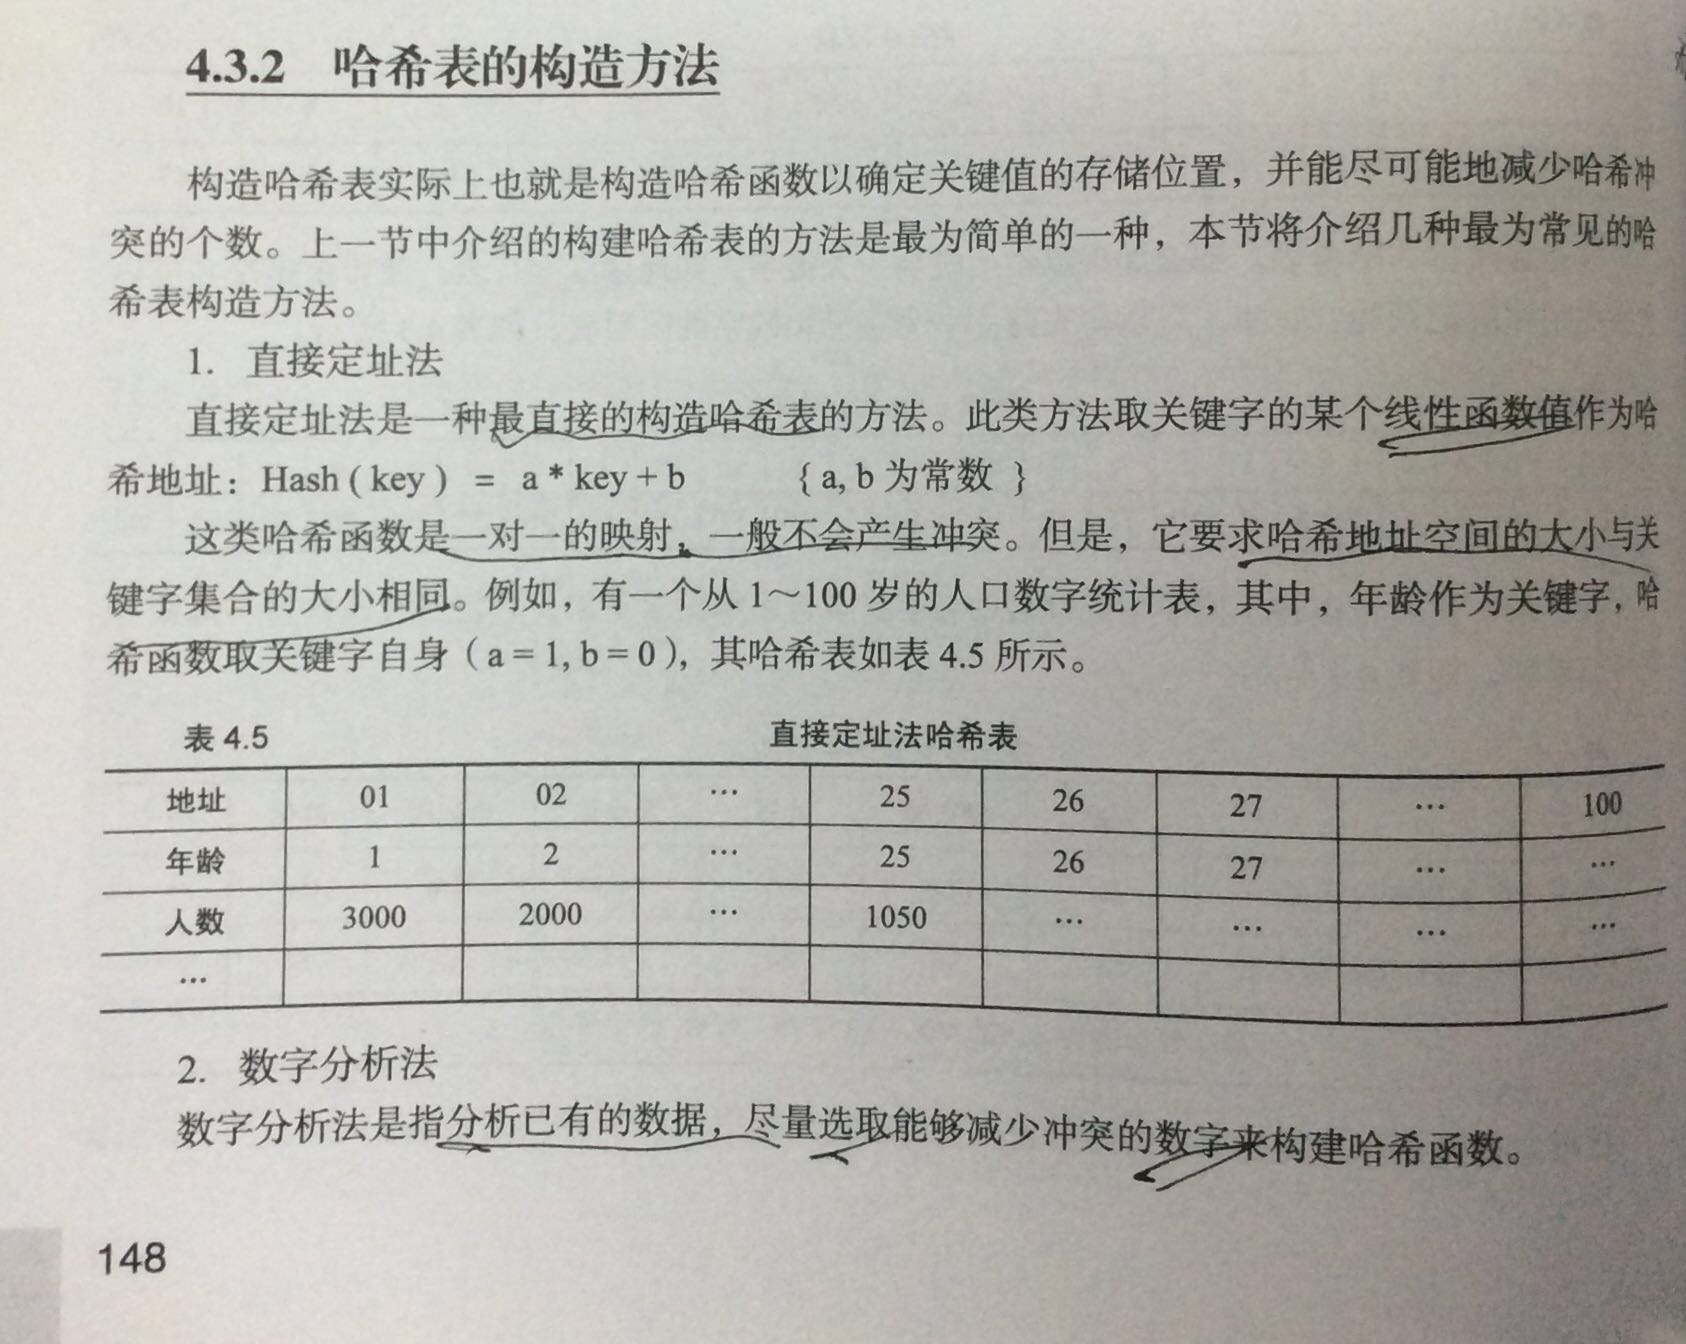 4.3.2 哈希表的构造方法
构造哈希表实际上也就是构造哈希函数以确定关键值的存储位置，并能尽可能地减少哈希冲
突的个数。上一节中介绍的构建哈希表的方法是最为简单的一种，本节将介绍几种最为常见的哈
希表构造方法。
1. 直接定址法
直接定址法是一种最直接的构造哈希表的方法。此类方法取关键字的某个线性函数值作为哈
希地址：Hash ( key ) = a * key + b { a, b 为常数 }
这类哈希函数是一对一的映射，一般不会产生冲突。但是，它要求哈希地址空间的大小与关
键字集合的大小相同。例如，有一个从 1～100 岁的人口数字统计表，其中，年龄作为关键字，哈
希函数取关键字自身（a = 1, b = 0），其哈希表如表 4.5 所示。
表 4.5 直接定址法哈希表
地址 01 02 … 25 26 27 … 100
年龄 1 2 … 25 26 27 … …
人数 3000 2000 … 1050 … … … …
…
2. 数字分析法
数字分析法是指分析已有的数据，尽量选取能够减少冲突的数字来构建哈希函数。
148